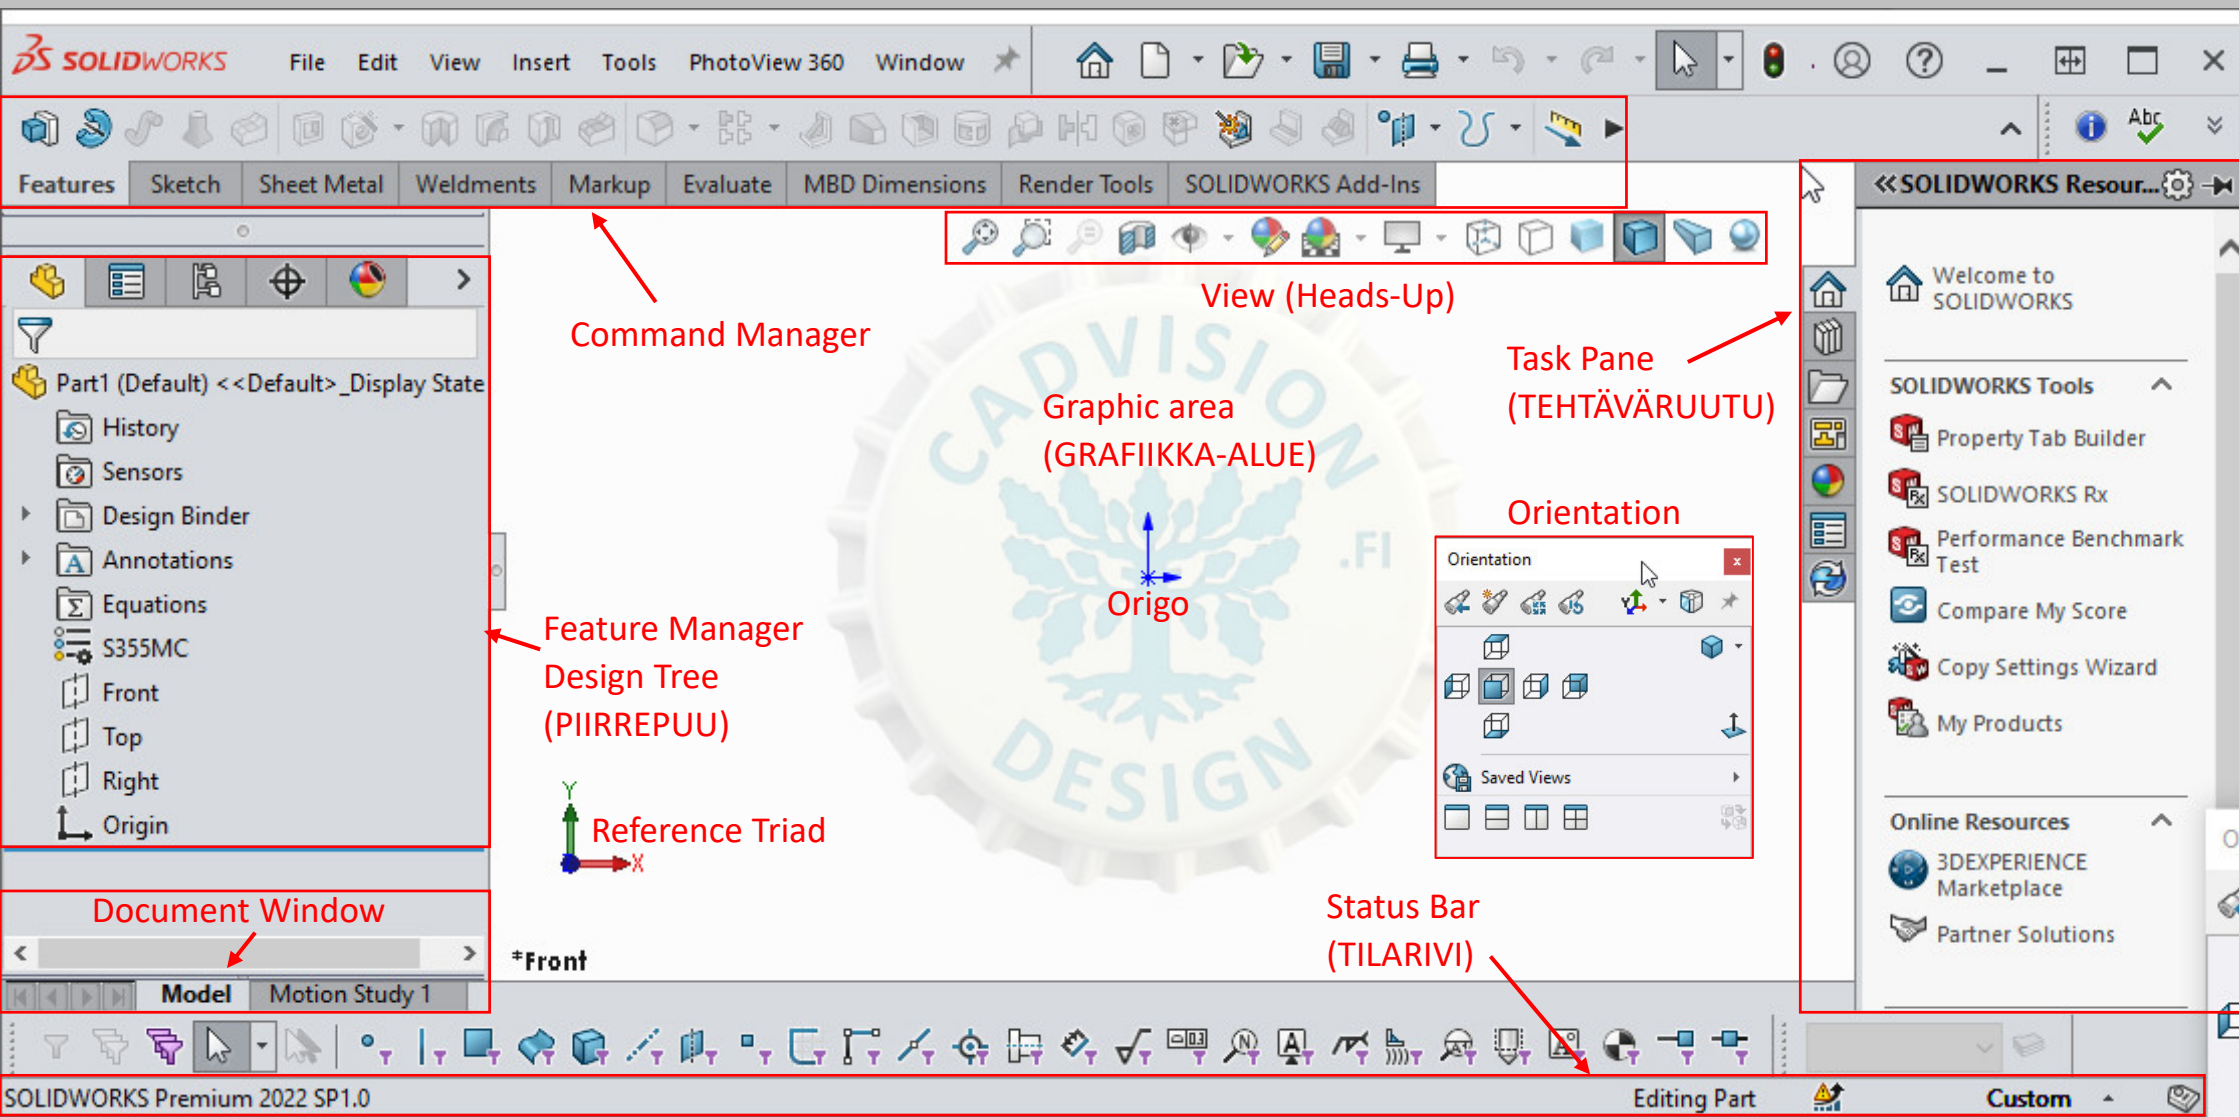 SOLIDWORKS File Edit View Insert Tools PhotoView 360 Window
Abc
Features Sketch Sheet Metal Weldments Markup Evaluate MBD Dimensions Render Tools SOLIDWORKS Add-Ins
SOLIDWORKS Resour...
View (Heads-Up)
Command Manager
Task Pane
(TEHTÄVÄRUUTU)
Graphic area
(GRAFIIKKA-ALUE)
CADVISION
.FI
DESIGN
Origo
Part1 (Default) <<Default>_Display State
History
Sensors
Design Binder
Annotations
Equations
S355MC
Front
Top
Right
Origin
Feature Manager
Design Tree
(PIIRREPUU)
Y
X
Reference Triad
Orientation
Orientation
Saved Views
Welcome to
SOLIDWORKS
SOLIDWORKS Tools
Property Tab Builder
SOLIDWORKS Rx
Performance Benchmark
Test
Compare My Score
Copy Settings Wizard
My Products
Online Resources
3DEXPERIENCE
Marketplace
Partner Solutions
Document Window
*Front
Status Bar
(TILARIVI)
Model Motion Study 1
SOLIDWORKS Premium 2022 SP1.0 Editing Part Custom